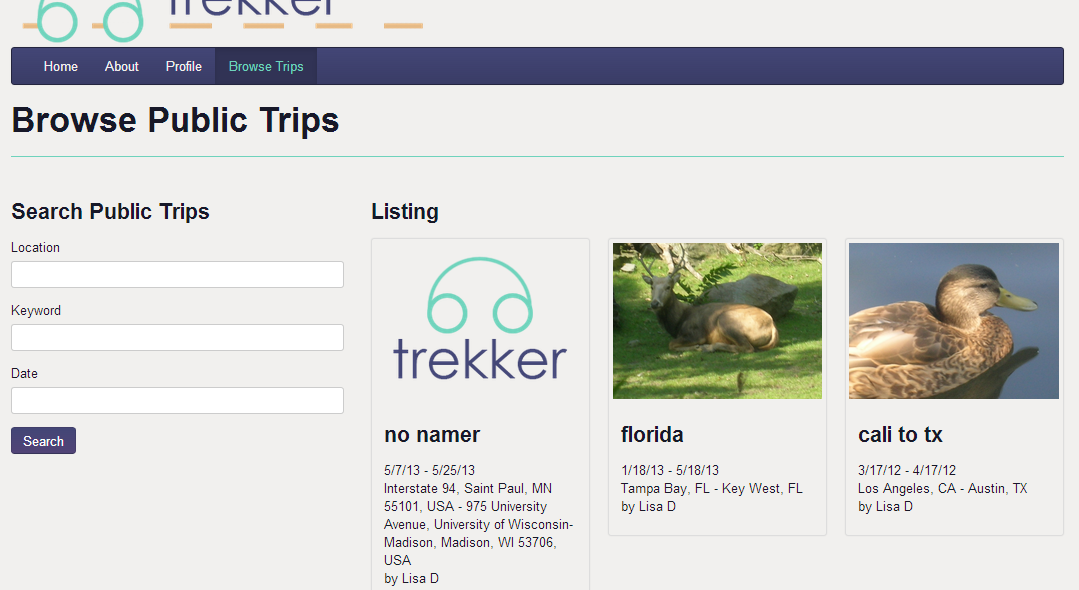 trekker
Home About Profile Browse Trips
Browse Public Trips
Search Public Trips
Location
Keyword
Date
Search
Listing
trekker
no namer
5/7/13 - 5/25/13
Interstate 94, Saint Paul, MN
55101, USA - 975 University
Avenue, University of Wisconsin-
Madison, Madison, WI 53706,
USA
by Lisa D
florida
1/18/13 - 5/18/13
Tampa Bay, FL - Key West, FL
by Lisa D
cali to tx
3/17/12 - 4/17/12
Los Angeles, CA - Austin, TX
by Lisa D